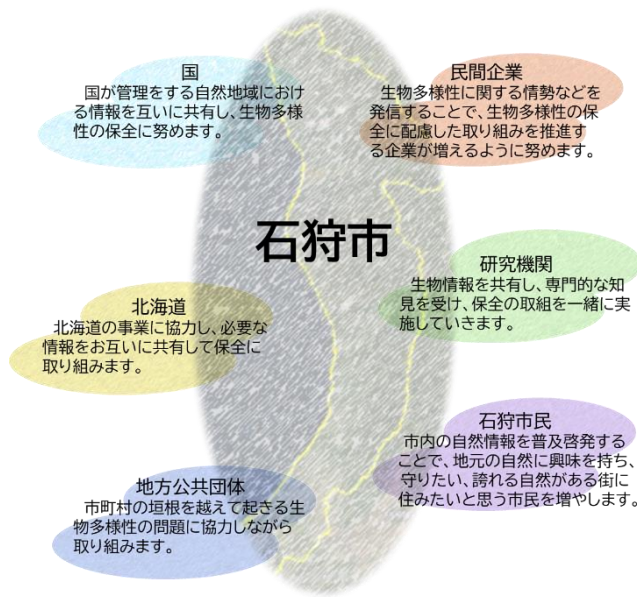 国
国が管理をする自然地域におけ
る情報を互いに共有し、生物多様
性の保全に努めます。
民間企業
生物多様性に関する情勢などを
発信することで、生物多様性の保
全に配慮した取り組みを推進す
る企業が増えるように努めます。
石狩市
北海道
北海道の事業に協力し、必要な
情報をお互いに共有して保全に
取り組みます。
研究機関
生物情報を共有し、専門的な知
見を受け、保全の取組を一緒に実
施していきます。
地方公共団体
市町村の垣根を越えて起きる生
物多様性の問題に協力しながら
取り組みます。
石狩市民
市内の自然情報を普及啓発する
ことで、地元の自然に興味を持ち、
守りたい、誇れる自然がある街に
住みたいと思う市民を増やします。